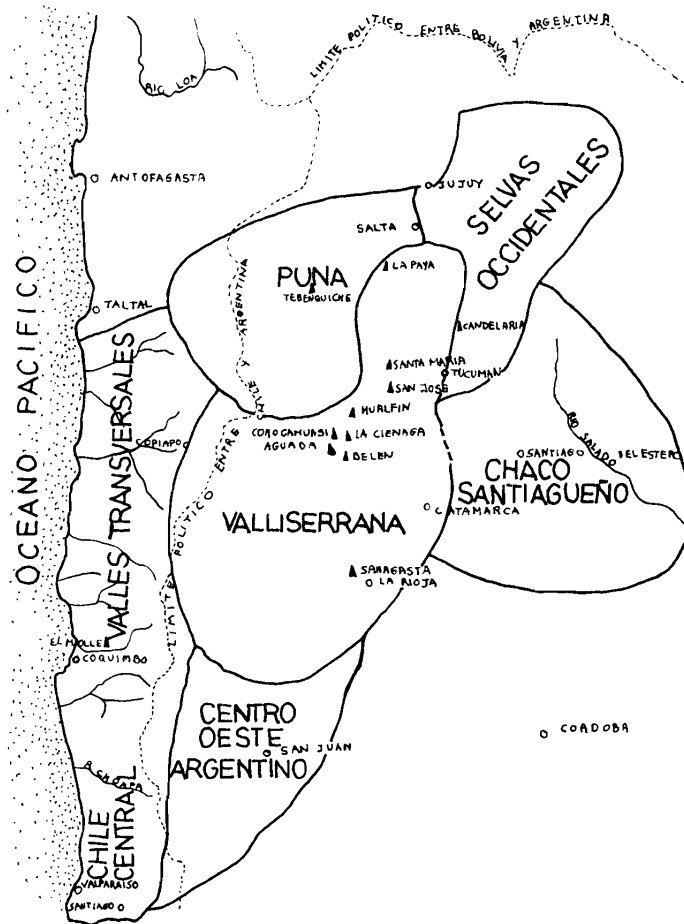 LIMITE POLITICO ENTRE BOLIVIA Y ARGENTINA
RIO LOA
ANTOFAGASTA
JUJUY
SELVAS
OCCIDENTALES
SALTA
OCEANO PACIFICO
PUNA
TEBENQUICHE
LA PAYA
TALTAL
CANDELARIA
LIMITE POLITICO ENTRE CHILE Y ARGENTINA
SANTA MARIA
TUCUMAN
SAN JOSE
HUALFIN
VALLES TRANSVERSALES
COPIAPO
LA CIENAGA
AGUADA
BELEN
RIO SALADO
SANTIAGO DEL ESTERO
CHACO
SANTIAGUEÑO
VALLISERRANA
CATAMARCA
SANAGASTA
LA RIOJA
EL MOLLE
COQUIMBO
CENTRO
OESTE
ARGENTINO
SAN JUAN
COADOBA
R. CHOAPA
CHILE
CENTRAL
VALPARAISO
SANTIAGO